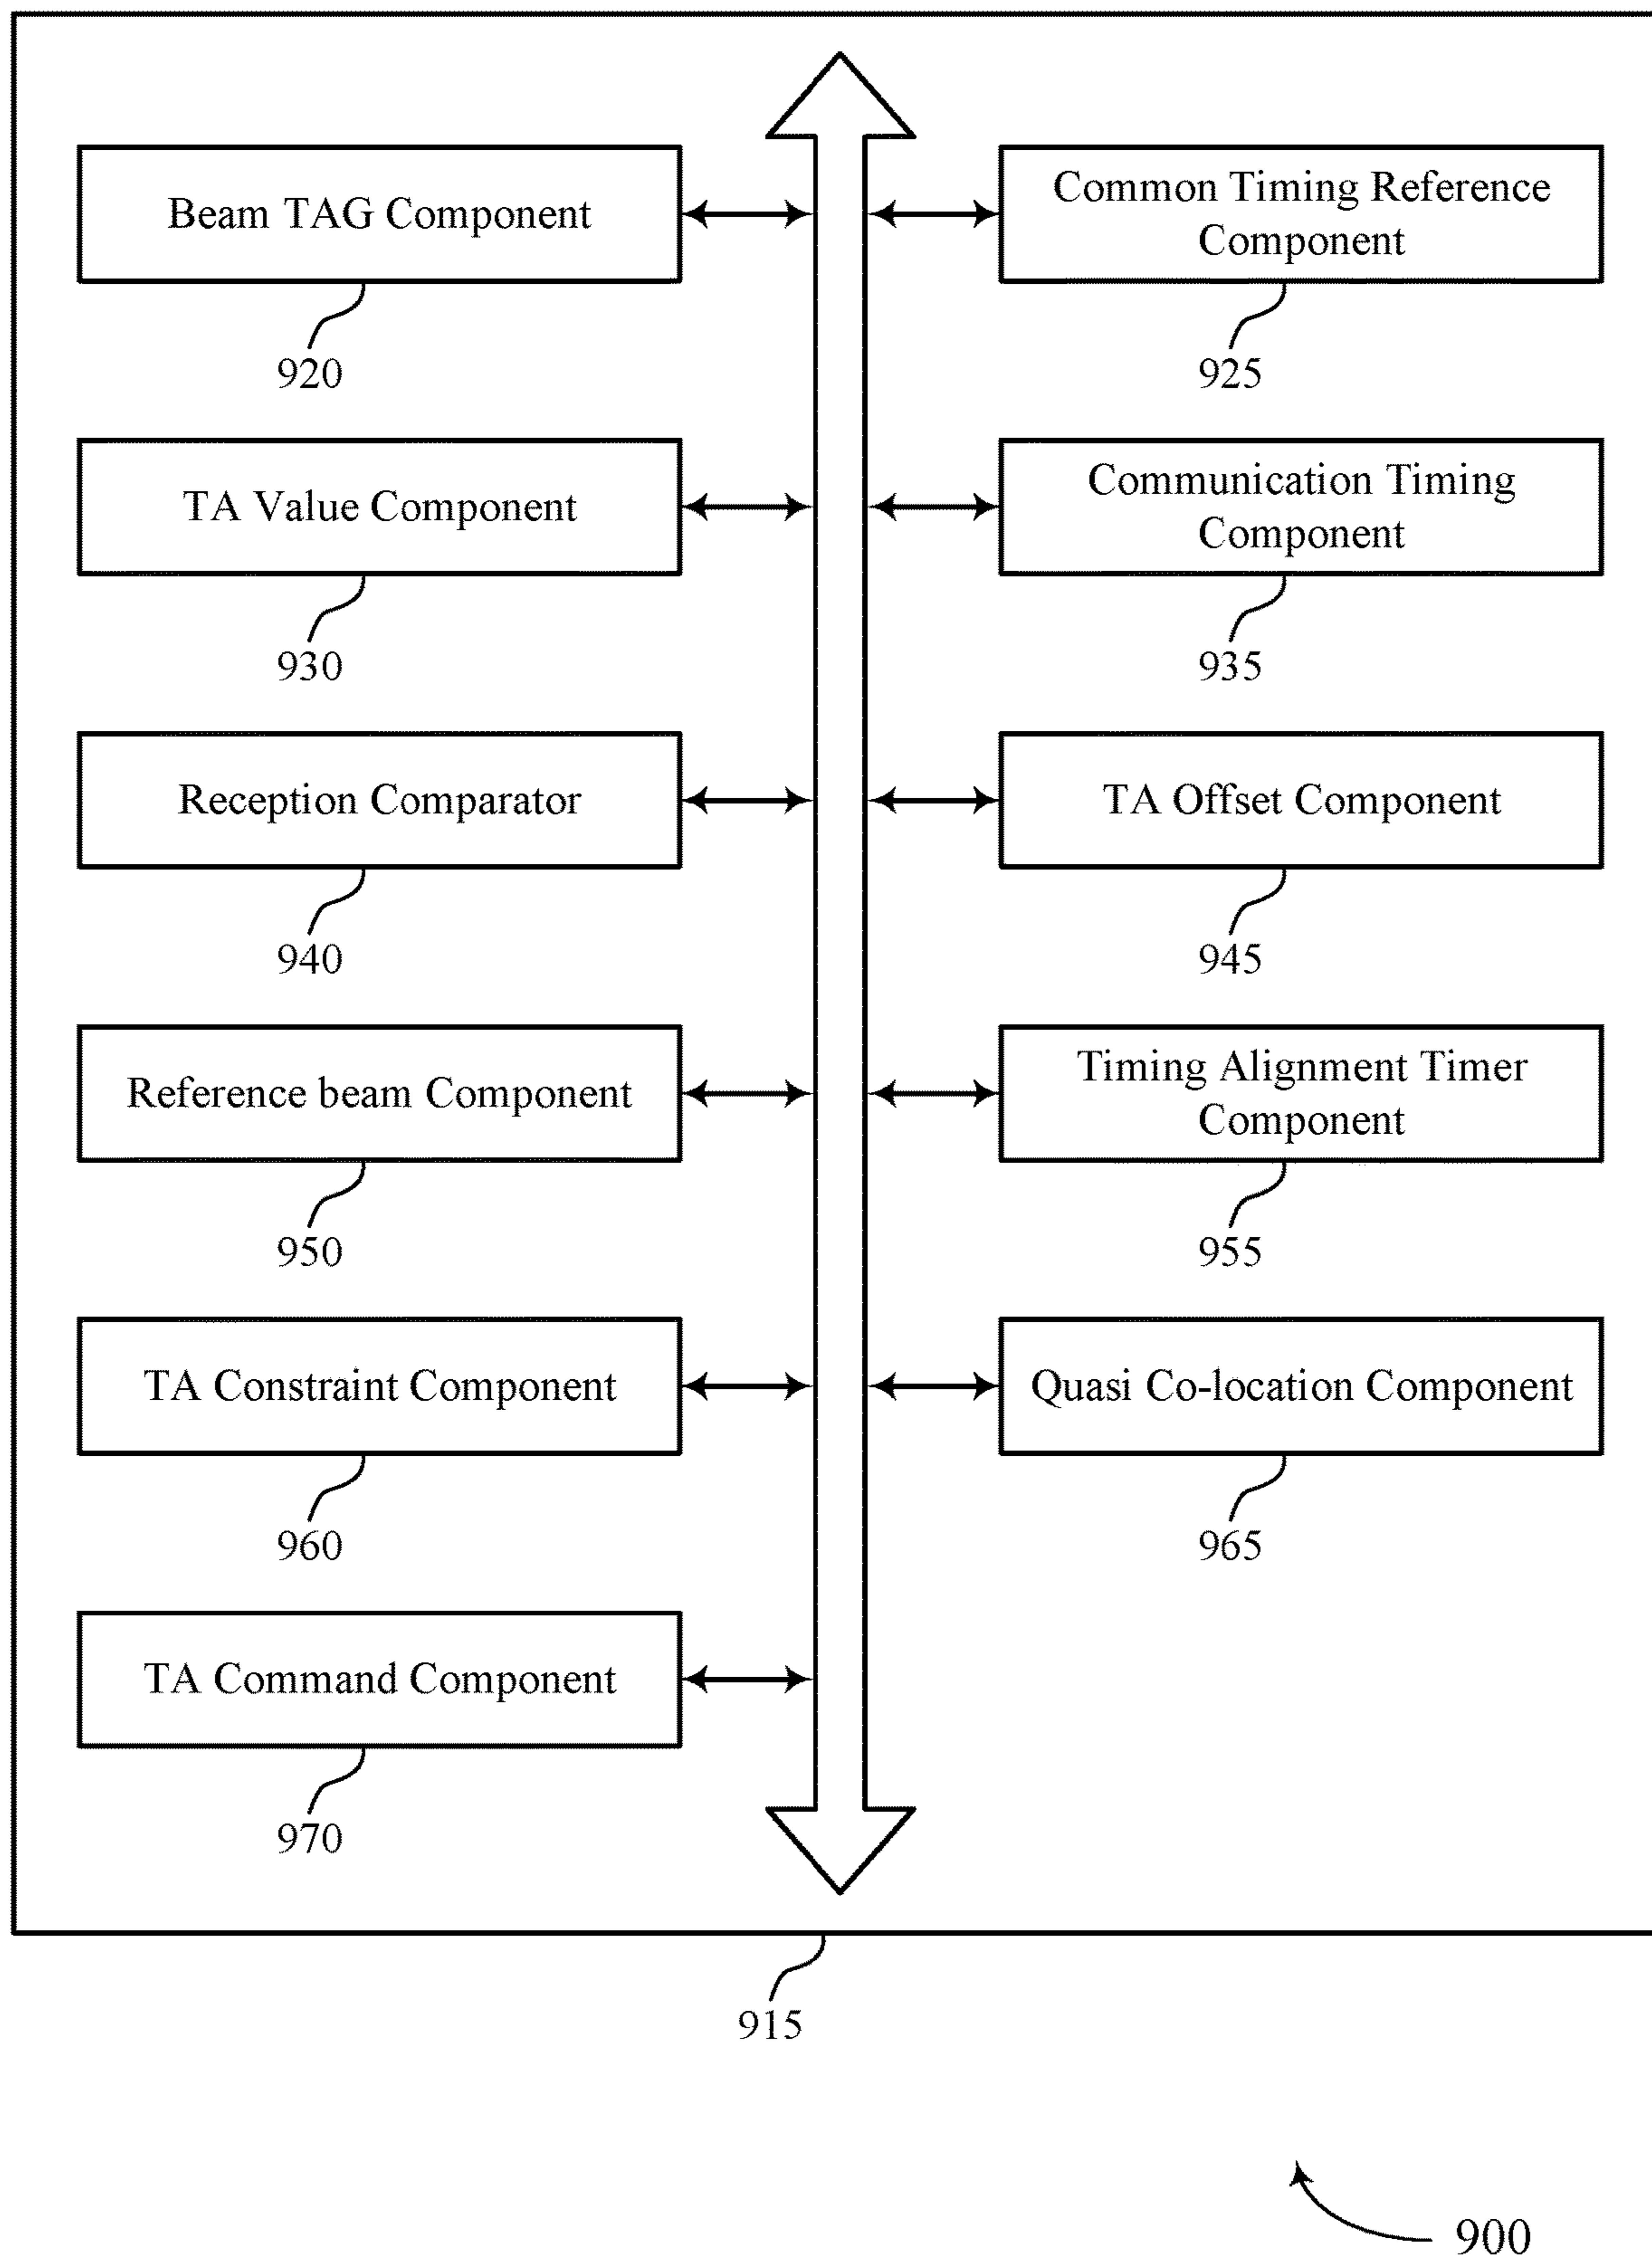 Beam TAG Component
920
Common Timing Reference
Component
925
TA Value Component
930
Communication Timing
Component
935
Reception Comparator
940
TA Offset Component
945
Reference beam Component
950
Timing Alignment Timer
Component
955
TA Constraint Component
960
Quasi Co-location Component
965
TA Command Component
970
915
900